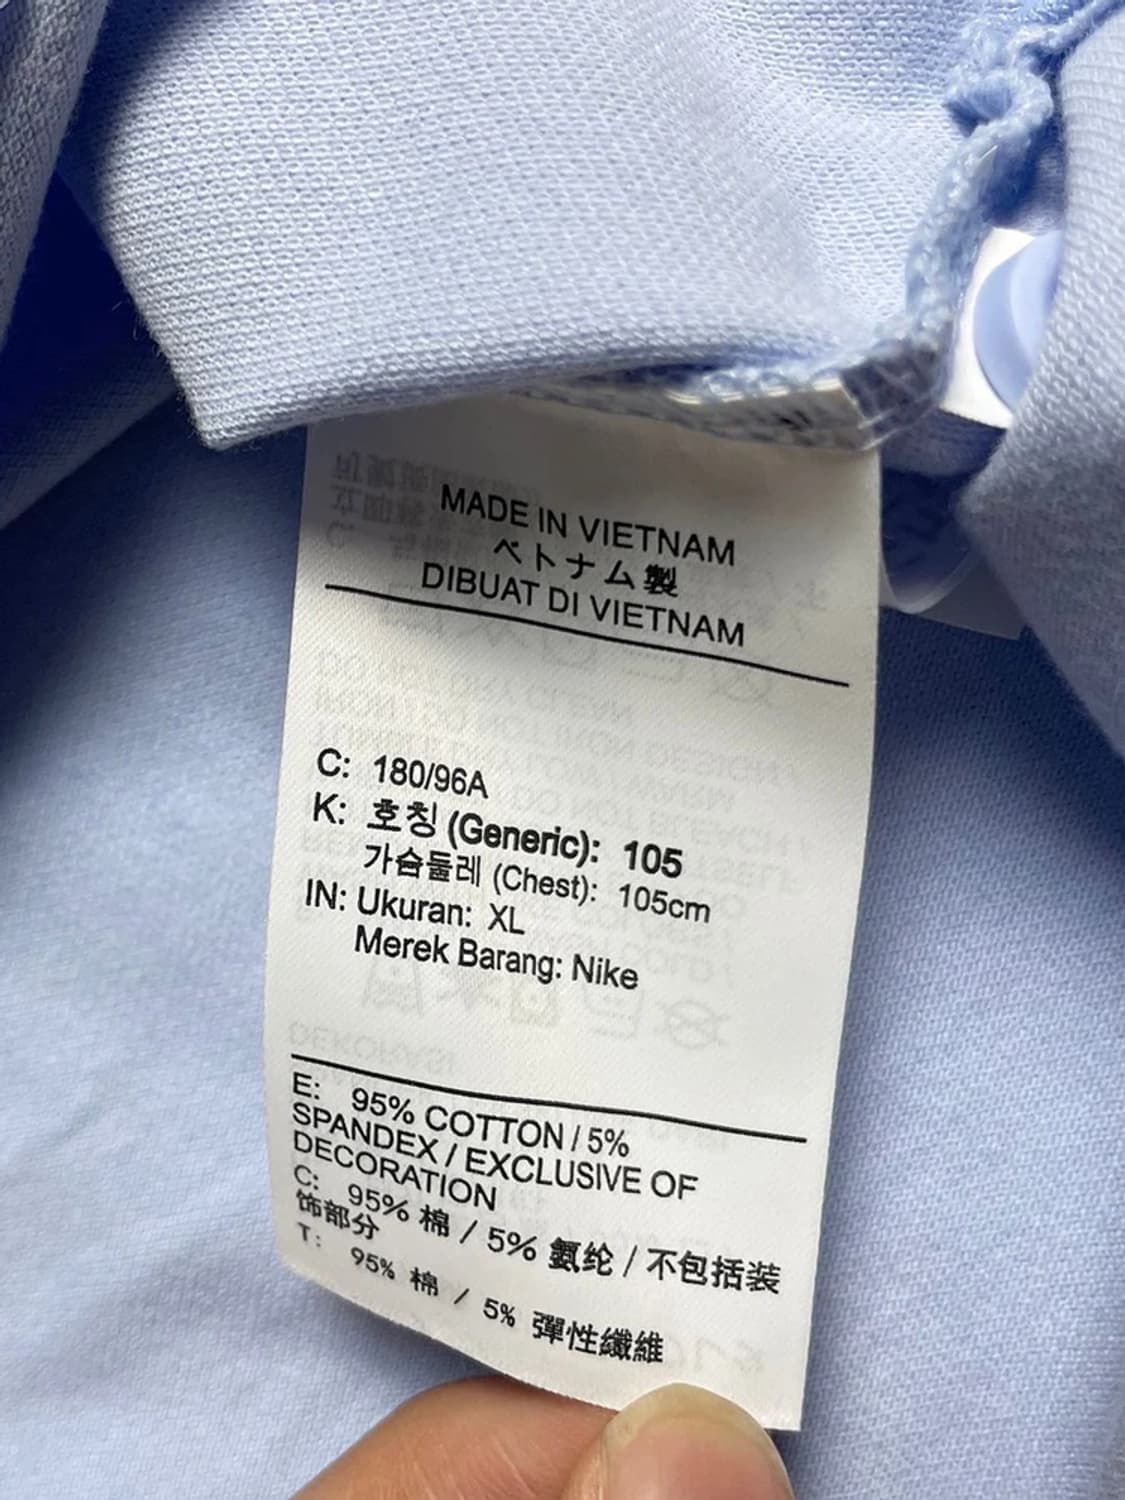 MADE IN VIETNAM
ベトナム製
DIBUAT DI VIETNAM
C: 180/96A
K: 호칭 (Generic): 105
가슴둘레 (Chest): 105cm
IN: Ukuran: XL
Merek Barang: Nike
E: 95% COTTON / 5%
SPANDEX / EXCLUSIVE OF
DECORATION
C: 95% 棉 / 5% 氨纶 / 不包括装
饰部分
T: 95% 棉 / 5% 彈性纖維